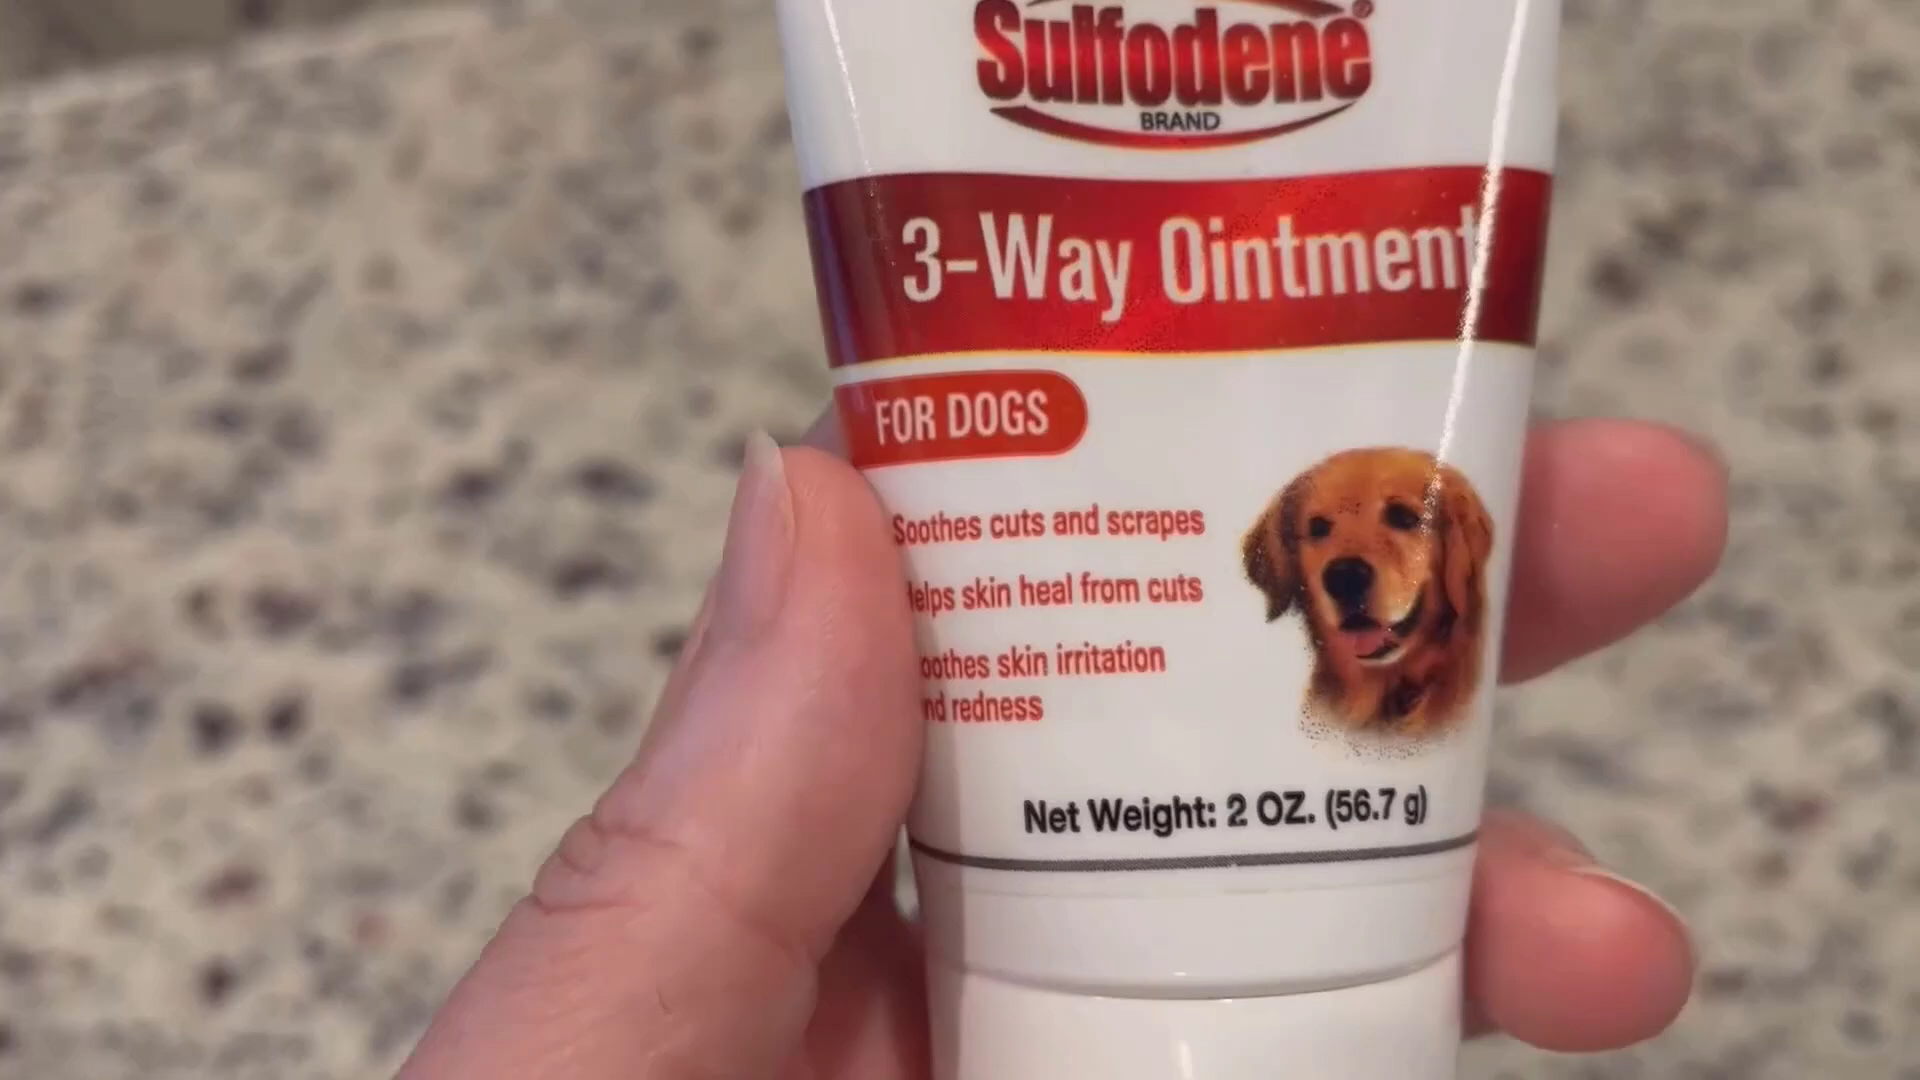 Sulfodene®
BRAND
3-Way Ointment
FOR DOGS
Soothes cuts and scrapes
elps skin heal from cuts
oothes skin irritation
nd redness
Net Weight: 2 OZ. (56.7 g)